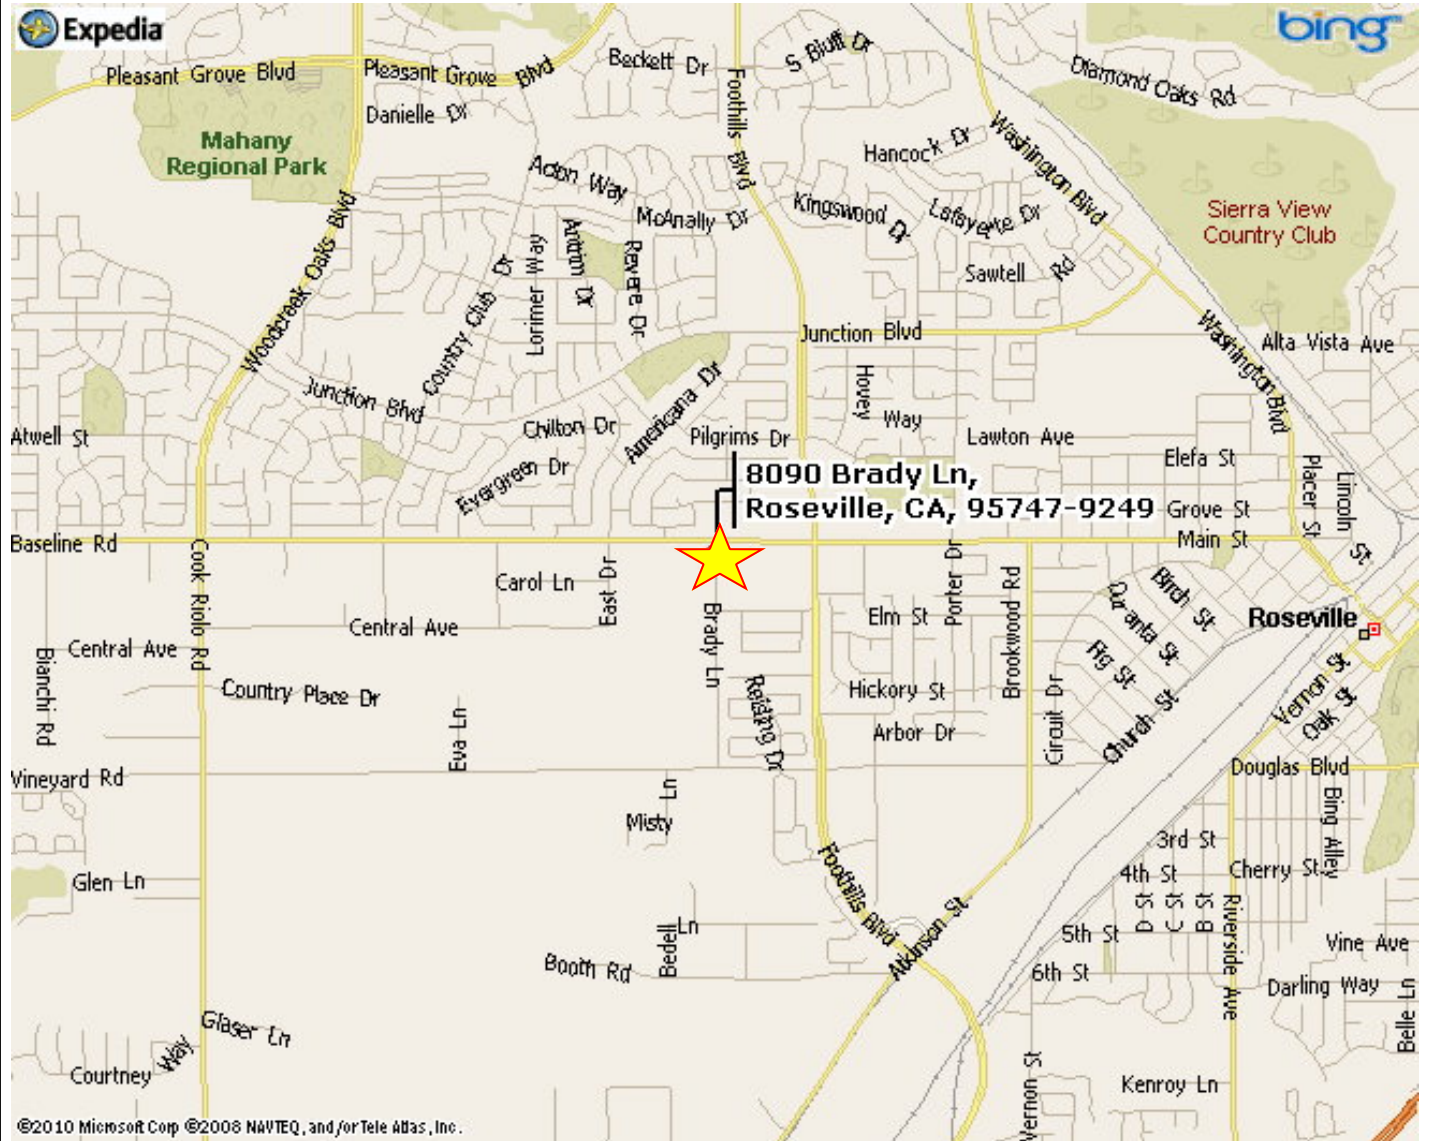 Expedia
bing
Pleasant Grove Blvd
Pleasant Grove Blvd
Beckett Dr
S Bluff Dr
Diamond Oaks Rd
Danielle Dr
Foothills Blvd
Mahany
Regional Park
Hancock Dr
Washington Blvd
Acton Way
McAnally Dr
Kingswood Dr
Lafayette Dr
Sierra View
Country Club
Woodcreek Oaks Blvd
Country Club Dr
Lorimer Way
Antrim Dr
Revere Dr
Sawtell Rd
Junction Blvd
Washington Blvd
Alta Vista Ave
Junction Blvd
Americana Dr
Hovey Way
Atwell St
Chilton Dr
Pilgrims Dr
Lawton Ave
Evergreen Dr
Elefa St
Placer St
Lincoln St
8090 Brady Ln,
Roseville, CA, 95747-9249
Grove St
Baseline Rd
Main St
Cook Riolo Rd
Carol Ln
East Dr
Brady Ln
Elm St
Porter Dr
Brookwood Rd
Duranta St
Birch St
Roseville
Central Ave
Central Ave
Bianchi Rd
Country Place Dr
Eva Ln
Reiding Dr
Hickory St
Arbor Dr
Circuit Dr
Fig St
Church St
Vernon St
Oak St
Vineyard Rd
Misty Ln
Douglas Blvd
Bing Alley
3rd St
4th St
Cherry St
Glen Ln
Foothills Blvd
Atkinson St
D St
C St
B St
Riverside Ave
5th St
6th St
Vine Ave
Bedell Ln
Booth Rd
Darling Way
Belle Ln
Glaser Ln
Courtney Way
Vernon St
Kenroy Ln
©2010 Microsoft Corp ©2008 NAVTEQ, and/or Tele Atlas, Inc.